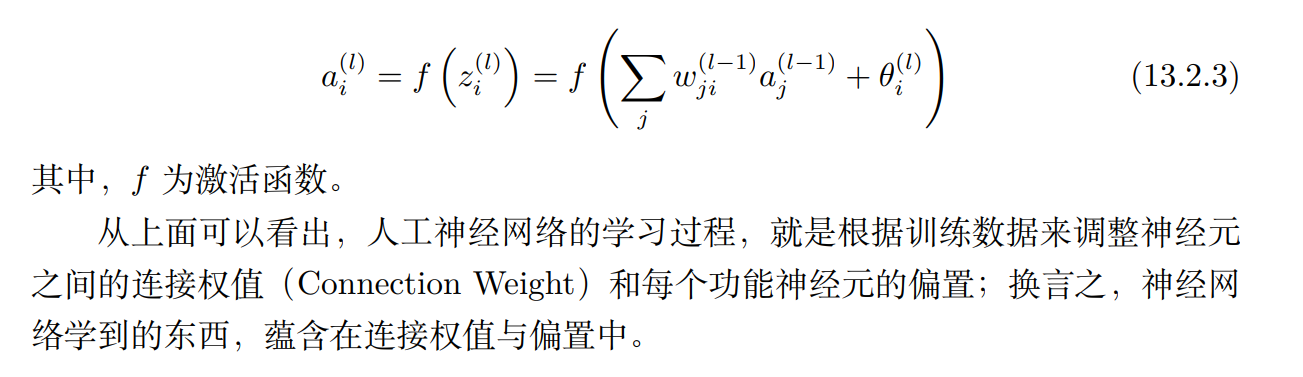 $a_i^{(l)} = f\left(z_i^{(l)}\right) = f\left(\sum_j w_{ji}^{(l-1)} a_j^{(l-1)} + \theta_i^{(l)}\right)$ (13.2.3)
其中，f 为激活函数。
从上面可以看出，人工神经网络的学习过程，就是根据训练数据来调整神经元
之间的连接权值（Connection Weight）和每个功能神经元的偏置；换言之，神经网
络学到的东西，蕴含在连接权值与偏置中。